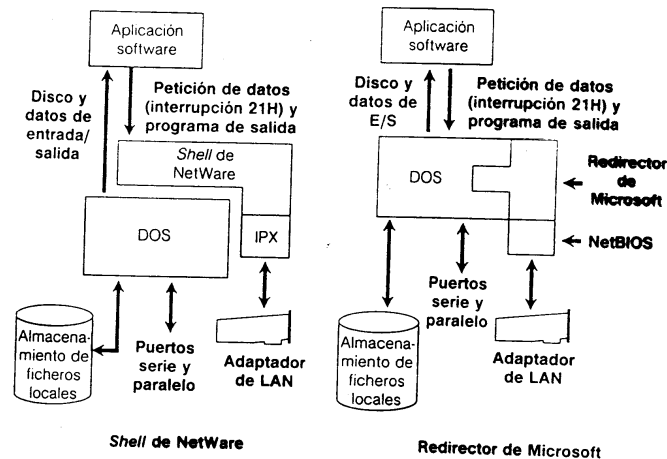 Aplicación
software
Disco y
datos de
entrada/
salida
Petición de datos
(interrupción 21H) y
programa de salida
Shell de
NetWare
DOS
IPX
Almacena-
miento de
ficheros
locales
Puertos
serie y
paralelo
Adaptador
de LAN
Shell de NetWare
Aplicación
software
Disco y
datos de
E/S
Petición de datos
(interrupción 21H) y
programa de salida
DOS
Redirector
de
Microsoft
NetBIOS
Puertos
serie y
paralelo
Almacena-
miento de
ficheros
locales
Adaptador
de LAN
Redirector de Microsoft